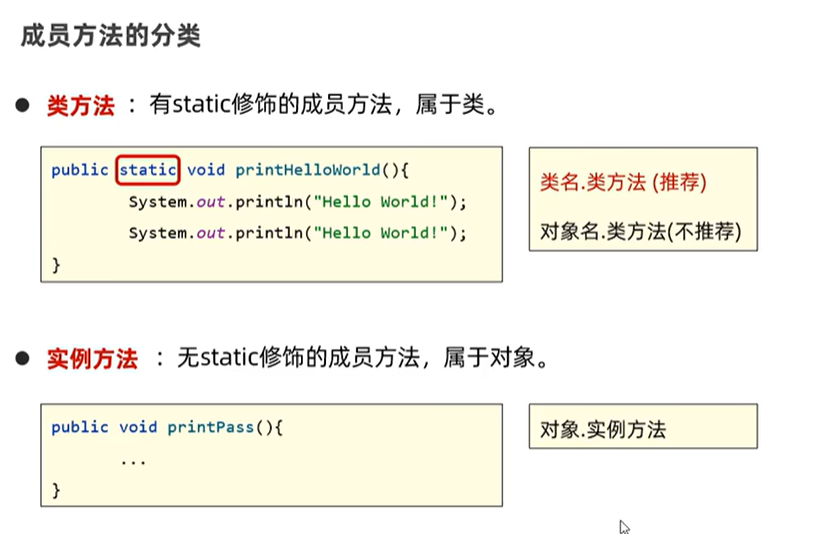 成员方法的分类
● 类方法 ：有static修饰的成员方法，属于类。
public static void printHelloWorld(){
System.out.println("Hello World!");
System.out.println("Hello World!");
}
类名.类方法 (推荐)
对象名.类方法(不推荐)
● 实例方法 ：无static修饰的成员方法，属于对象。
public void printPass(){
...
}
对象.实例方法